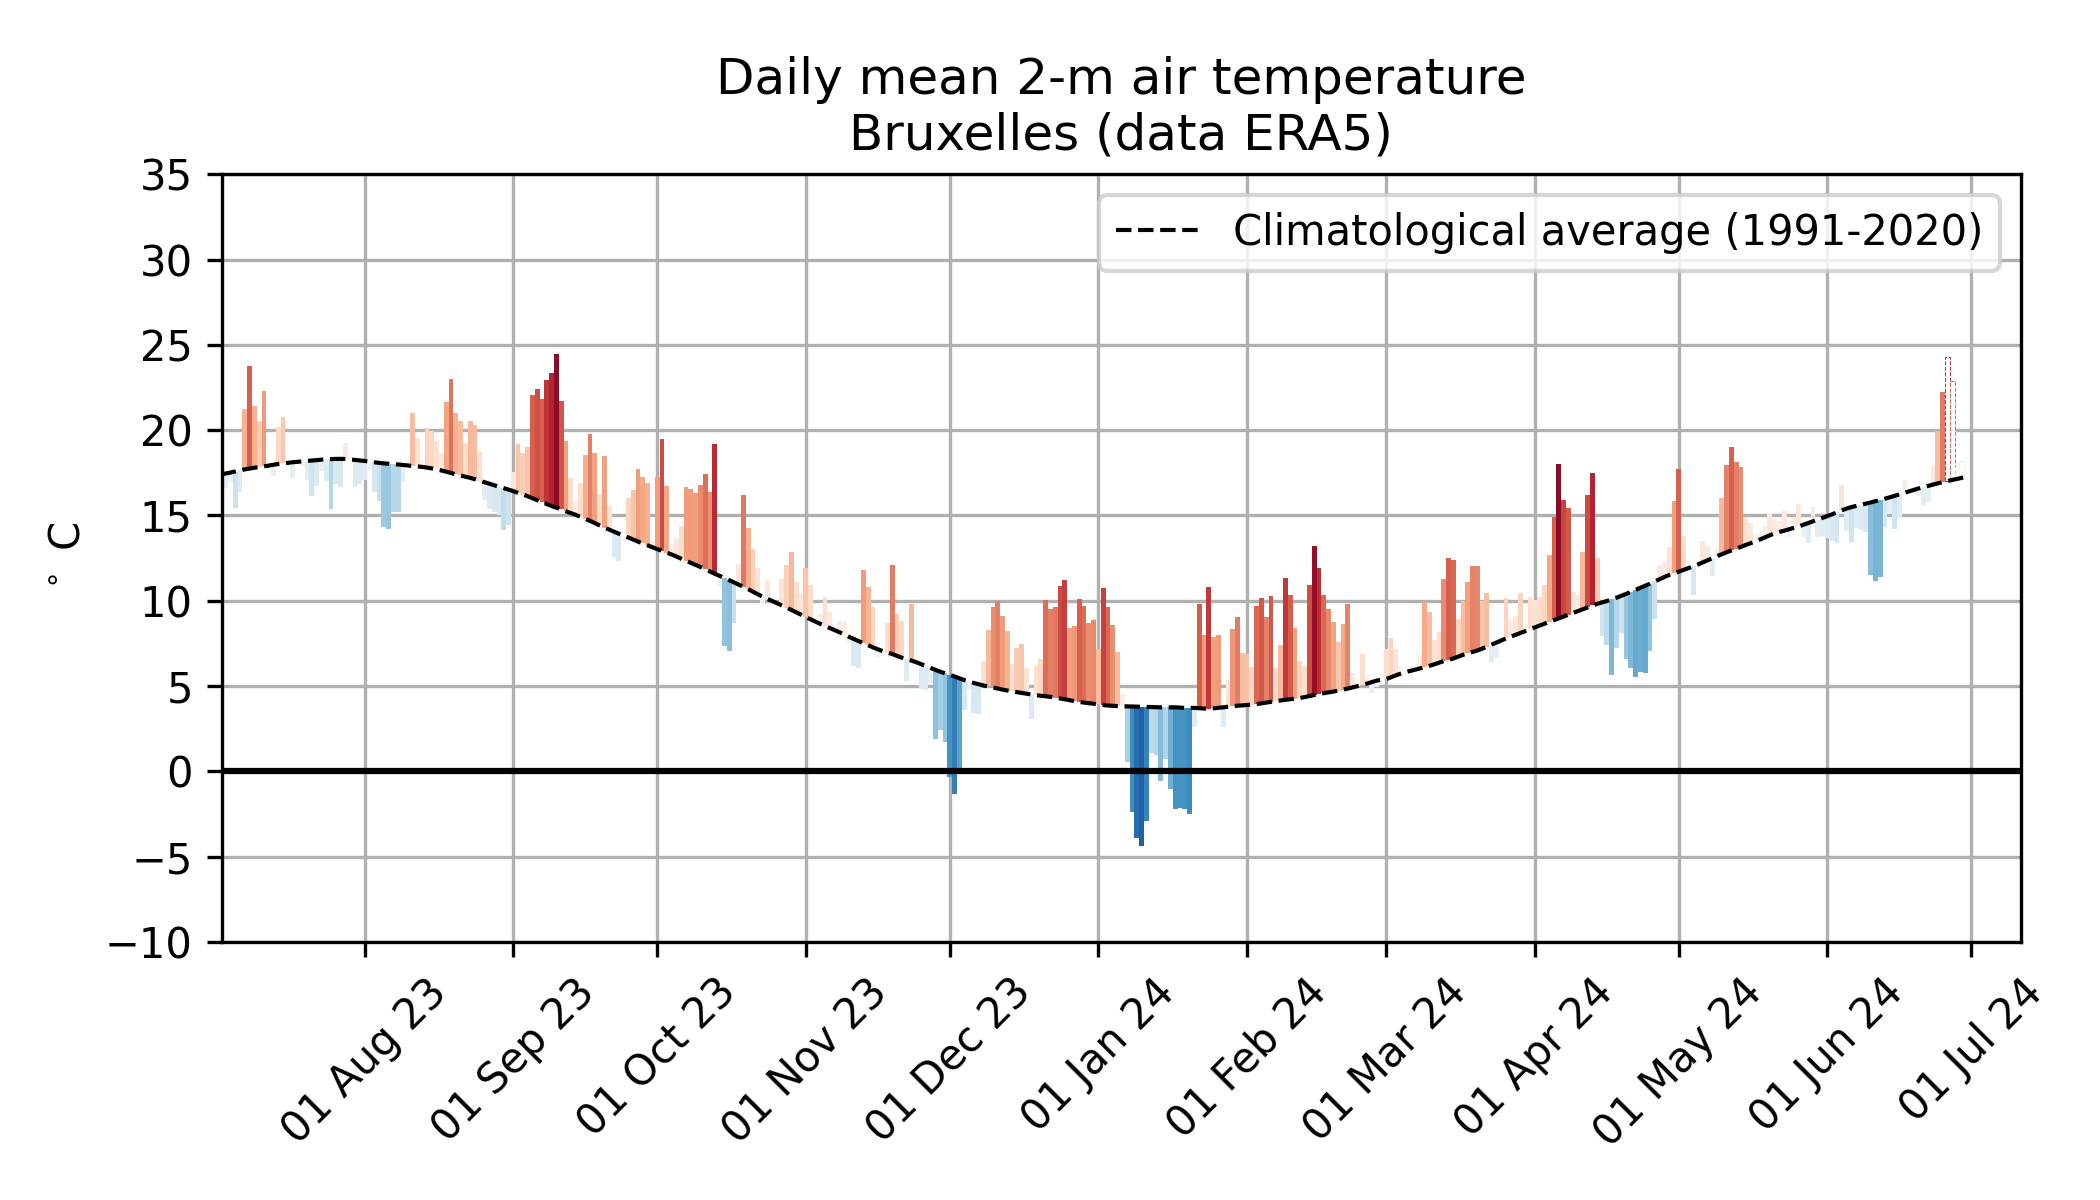 Daily mean 2-m air temperature
Bruxelles (data ERA5)
Climatological average (1991-2020)
° C
35
30
25
20
15
10
5
0
−5
−10
01 Aug 23
01 Sep 23
01 Oct 23
01 Nov 23
01 Dec 23
01 Jan 24
01 Feb 24
01 Mar 24
01 Apr 24
01 May 24
01 Jun 24
01 Jul 24